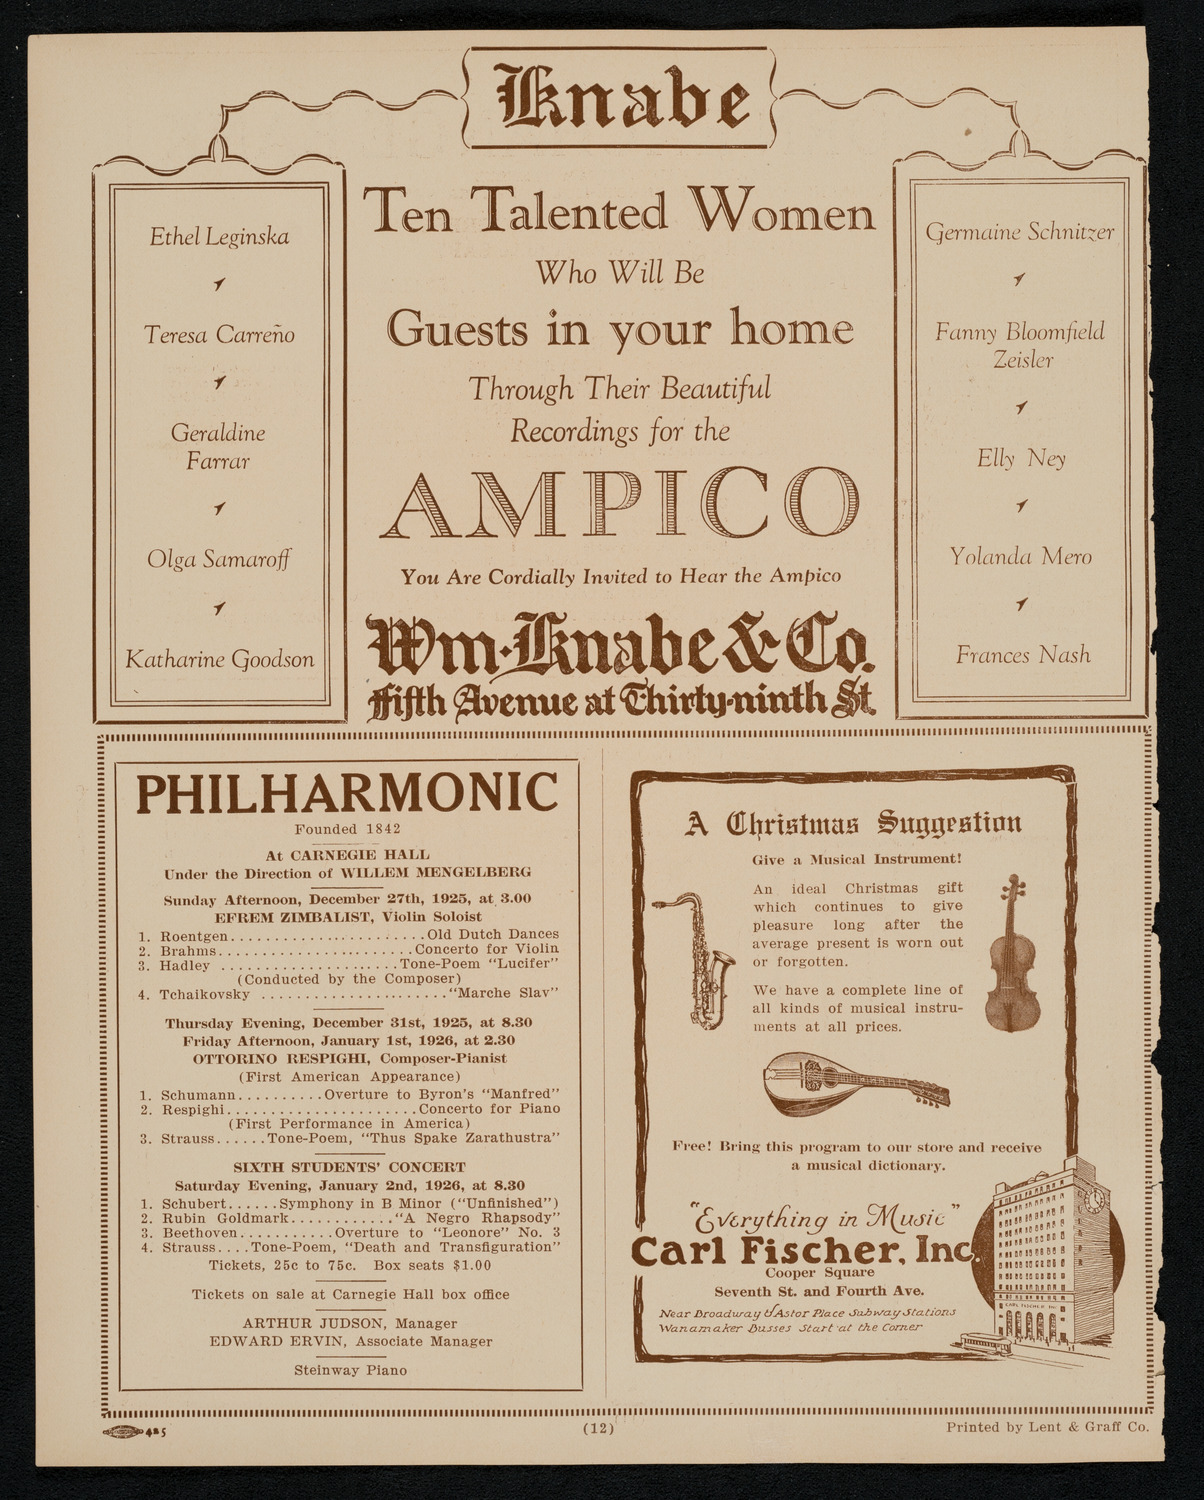 Knabe
Ethel Leginska
Teresa Carreño
Geraldine
Farrar
Olga Samaroff
Katharine Goodson
Ten Talented Women
Who Will Be
Guests in your home
Through Their Beautiful
Recordings for the
AMPICO
You Are Cordially Invited to Hear the Ampico
Wm. Knabe & Co.
Fifth Avenue at Thirty-ninth St.
Germaine Schnitzer
Fanny Bloomfield
Zeisler
Elly Ney
Yolanda Mero
Frances Nash
PHILHARMONIC
Founded 1842
At CARNEGIE HALL
Under the Direction of WILLEM MENGELBERG
Sunday Afternoon, December 27th, 1925, at 3.00
EFREM ZIMBALIST, Violin Soloist
1. Roentgen........................Old Dutch Dances
2. Brahms........................Concerto for Violin
3. Hadley ......................Tone-Poem “Lucifer”
(Conducted by the Composer)
4. Tchaikovsky .......................“Marche Slav”
Thursday Evening, December 31st, 1925, at 8.30
Friday Afternoon, January 1st, 1926, at 2.30
OTTORINO RESPIGHI, Composer-Pianist
(First American Appearance)
1. Schumann..........Overture to Byron's “Manfred”
2. Respighi.......................Concerto for Piano
(First Performance in America)
3. Strauss......Tone-Poem, “Thus Spake Zarathustra”
SIXTH STUDENTS' CONCERT
Saturday Evening, January 2nd, 1926, at 8.30
1. Schubert......Symphony in B Minor (“Unfinished”)
2. Rubin Goldmark............“A Negro Rhapsody”
3. Beethoven...........Overture to “Leonore” No. 3
4. Strauss....Tone-Poem, “Death and Transfiguration”
Tickets, 25c to 75c. Box seats $1.00
Tickets on sale at Carnegie Hall box office
ARTHUR JUDSON, Manager
EDWARD ERVIN, Associate Manager
Steinway Piano
A Christmas Suggestion
Give a Musical Instrument!
An ideal Christmas gift
which continues to give
pleasure long after the
average present is worn out
or forgotten.
We have a complete line of
all kinds of musical instru-
ments at all prices.
Free! Bring this program to our store and receive
a musical dictionary.
“Everything in Music”
Carl Fischer, Inc.
Cooper Square
Seventh St. and Fourth Ave.
Near Broadway & Astor Place Subway Stations
Wanamaker Busses Start at the Corner
CARL FISCHER Inc
425
(12)
Printed by Lent & Graff Co.